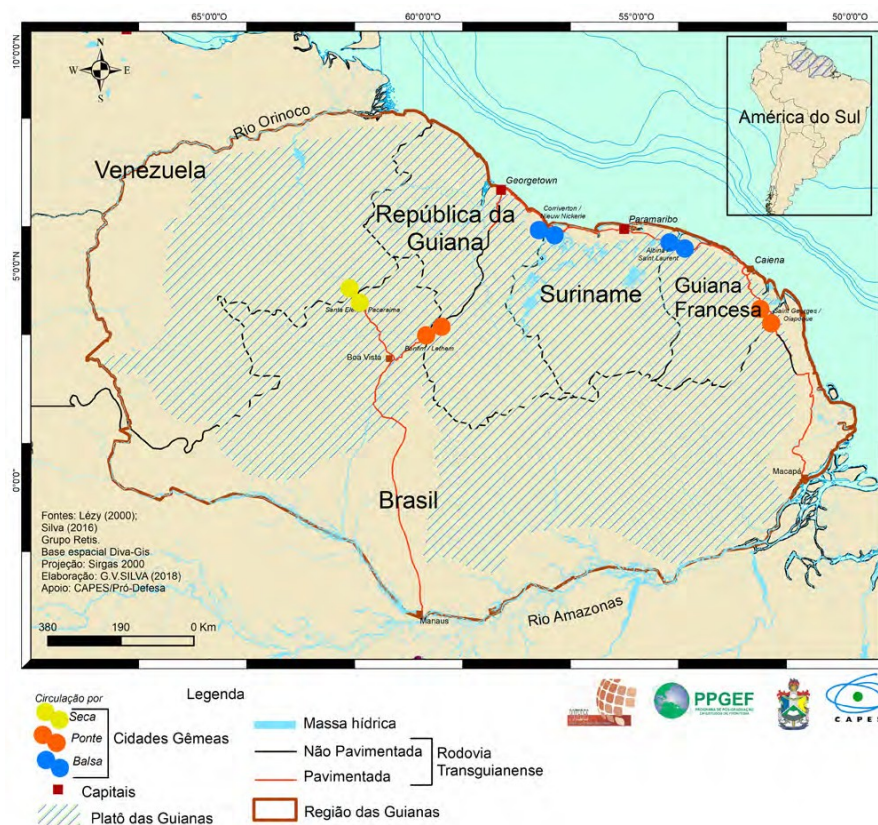 65°0'0"O
60°0'0"O
55°0'0"O
50°0'0"O
10°0'0"N
5°0'0"N
0°0'0"
N
W
E
S
América do Sul
Rio Orinoco
Venezuela
Georgetown
República da
Guiana
Corriverton /
Nieuw Nickerie
Paramaribo
Albina /
Saint Laurent
Caiena
Suriname
Guiana
Francesa
Saint Georges /
Oiapoque
Santa Elena
Pacaraima
Boa Vista
Bonfim / Lethem
Macapá
Brasil
Rio Amazonas
Manaus
Fontes: Lézy (2000);
Silva (2016)
Grupo Retis.
Base espacial Diva-Gis
Projeção: Sirgas 2000
Elaboração: G.V.SILVA (2018)
Apoio: CAPES/Pró-Defesa
380
190
0 Km
Legenda
Circulação por
Seca
Ponte
Balsa
Cidades Gêmeas
Capitais
Platô das Guianas
Massa hídrica
Não Pavimentada
Pavimentada
Rodovia
Transguianense
Região das Guianas
PPGEF
CAPES